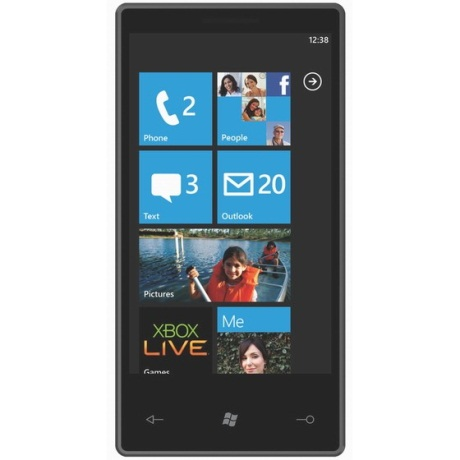 12:38
2
Phone
f
People
3
Text
20
Outlook
Pictures
XBOX
LIVE
Games
Me